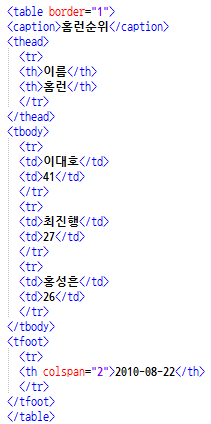 <table border="1">
<caption>홈런순위</caption>
<thead>
<tr>
<th>이름</th>
<th>홈런</th>
</tr>
</thead>
<tbody>
<tr>
<td>이대호</td>
<td>41</td>
</tr>
<tr>
<td>최진행</td>
<td>27</td>
</tr>
<tr>
<td>홍성흔</td>
<td>26</td>
</tr>
</tbody>
<tfoot>
<tr>
<th colspan="2">2010-08-22</th>
</tr>
</tfoot>
</table>